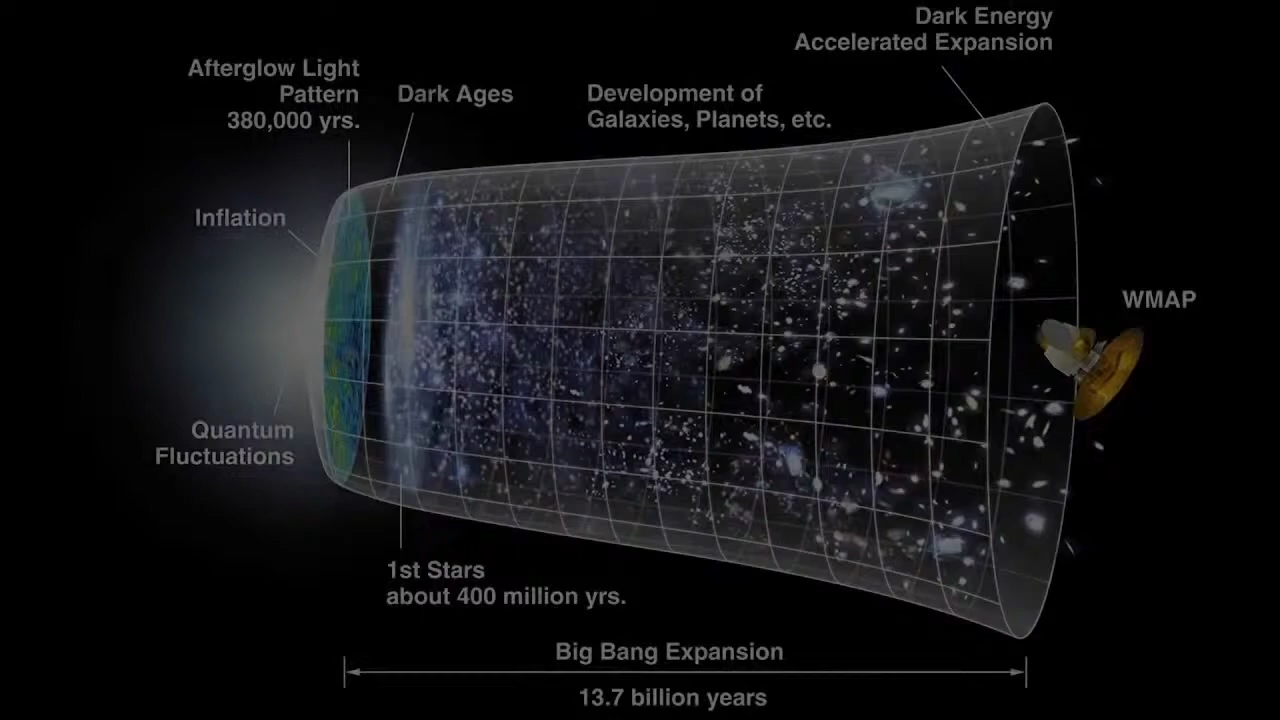 Dark Energy
Accelerated Expansion
Afterglow Light
Pattern
380,000 yrs.
Dark Ages
Development of
Galaxies, Planets, etc.
Inflation
WMAP
Quantum
Fluctuations
1st Stars
about 400 million yrs.
Big Bang Expansion
13.7 billion years